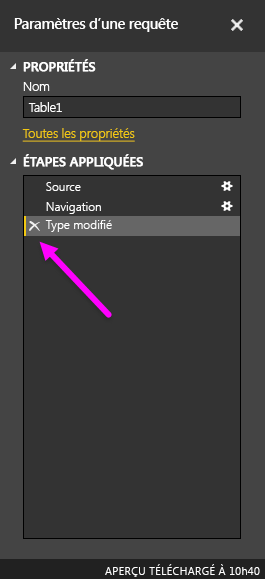 Paramètres d'une requête
PROPRIÉTÉS
Nom
Table1
Toutes les propriétés
ÉTAPES APPLIQUÉES
Source
Navigation
Type modifié
APERÇU TÉLÉCHARGÉ À 10h40